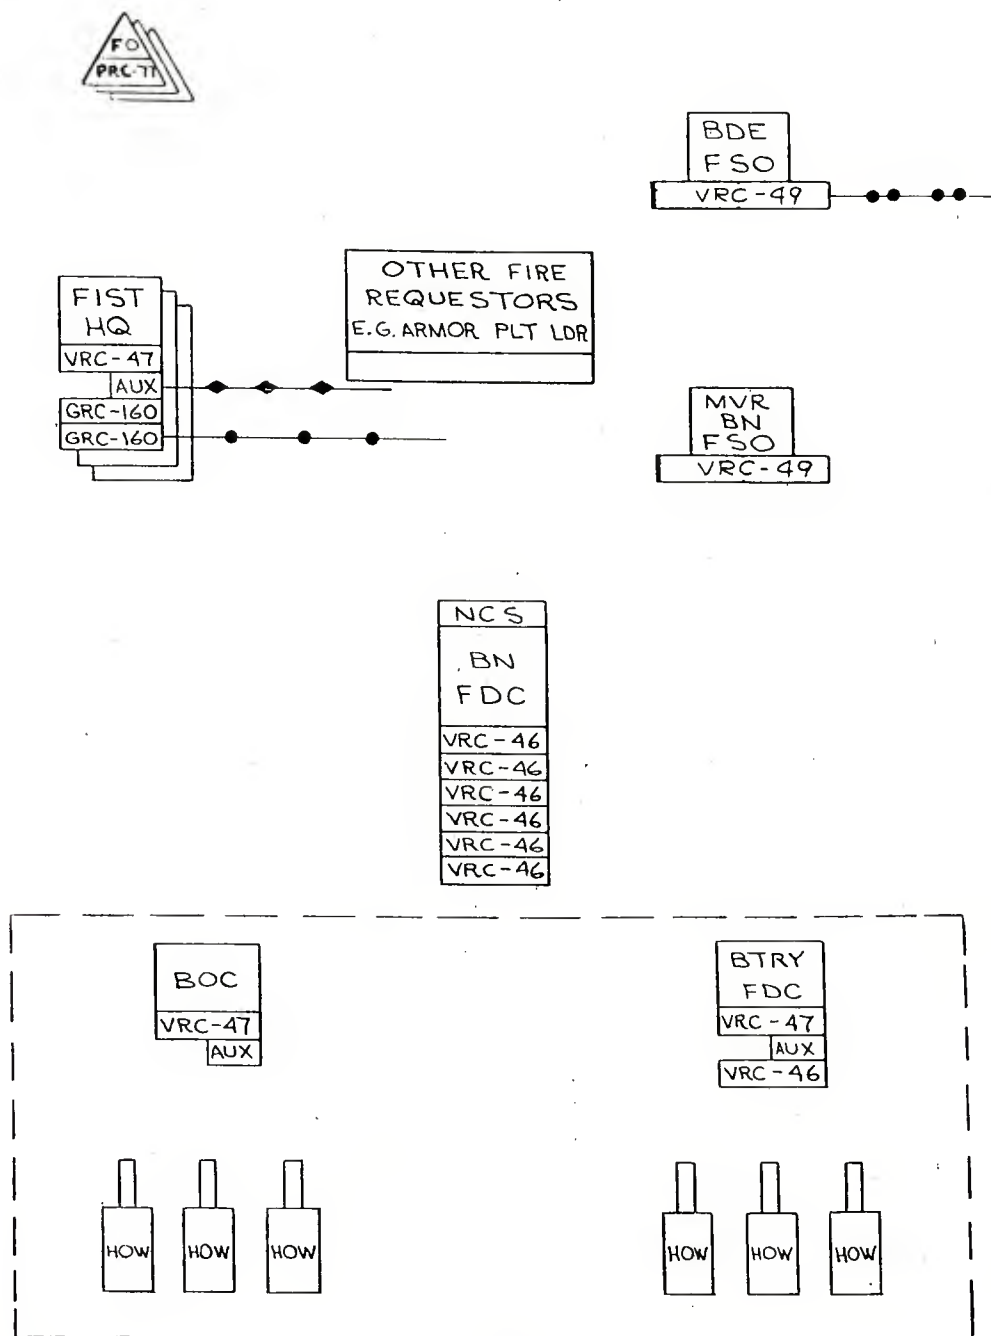 FO
PRC-77
BDE
FSO
VRC-49
OTHER FIRE
REQUESTORS
E.G. ARMOR PLT LDR
FIST
HQ
VRC-47
AUX
GRC-160
GRC-160
MVR
BN
FSO
VRC-49
NCS
BN
FDC
VRC-46
VRC-46
VRC-46
VRC-46
VRC-46
VRC-46
BOC
VRC-47
AUX
BTRY
FDC
VRC-47
AUX
VRC-46
HOW
HOW
HOW
HOW
HOW
HOW